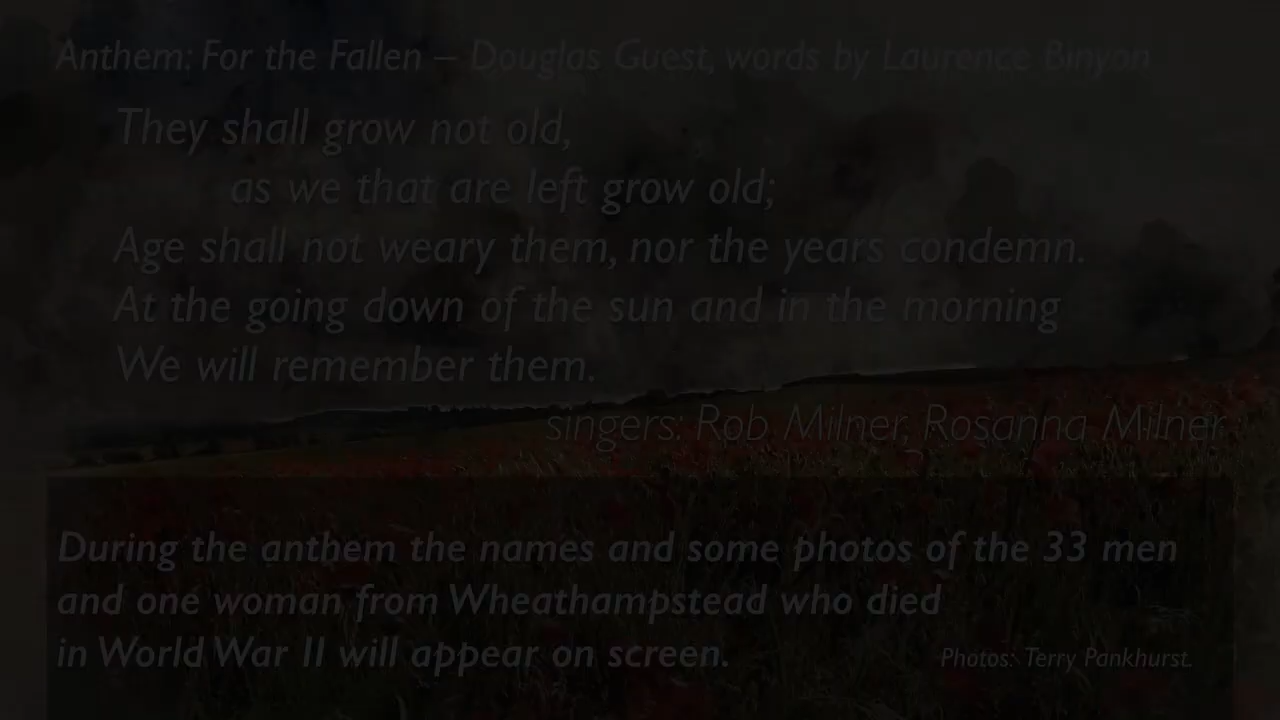 Anthem: For the Fallen – Douglas Guest, words by Laurence Binyon
They shall grow not old,
as we that are left grow old;
Age shall not weary them, nor the years condemn.
At the going down of the sun and in the morning
We will remember them.
singers: Rob Milner, Rosanna Milner
During the anthem the names and some photos of the 33 men
and one woman from Wheathampstead who died
in World War II will appear on screen.
Photos: Terry Pankhurst.